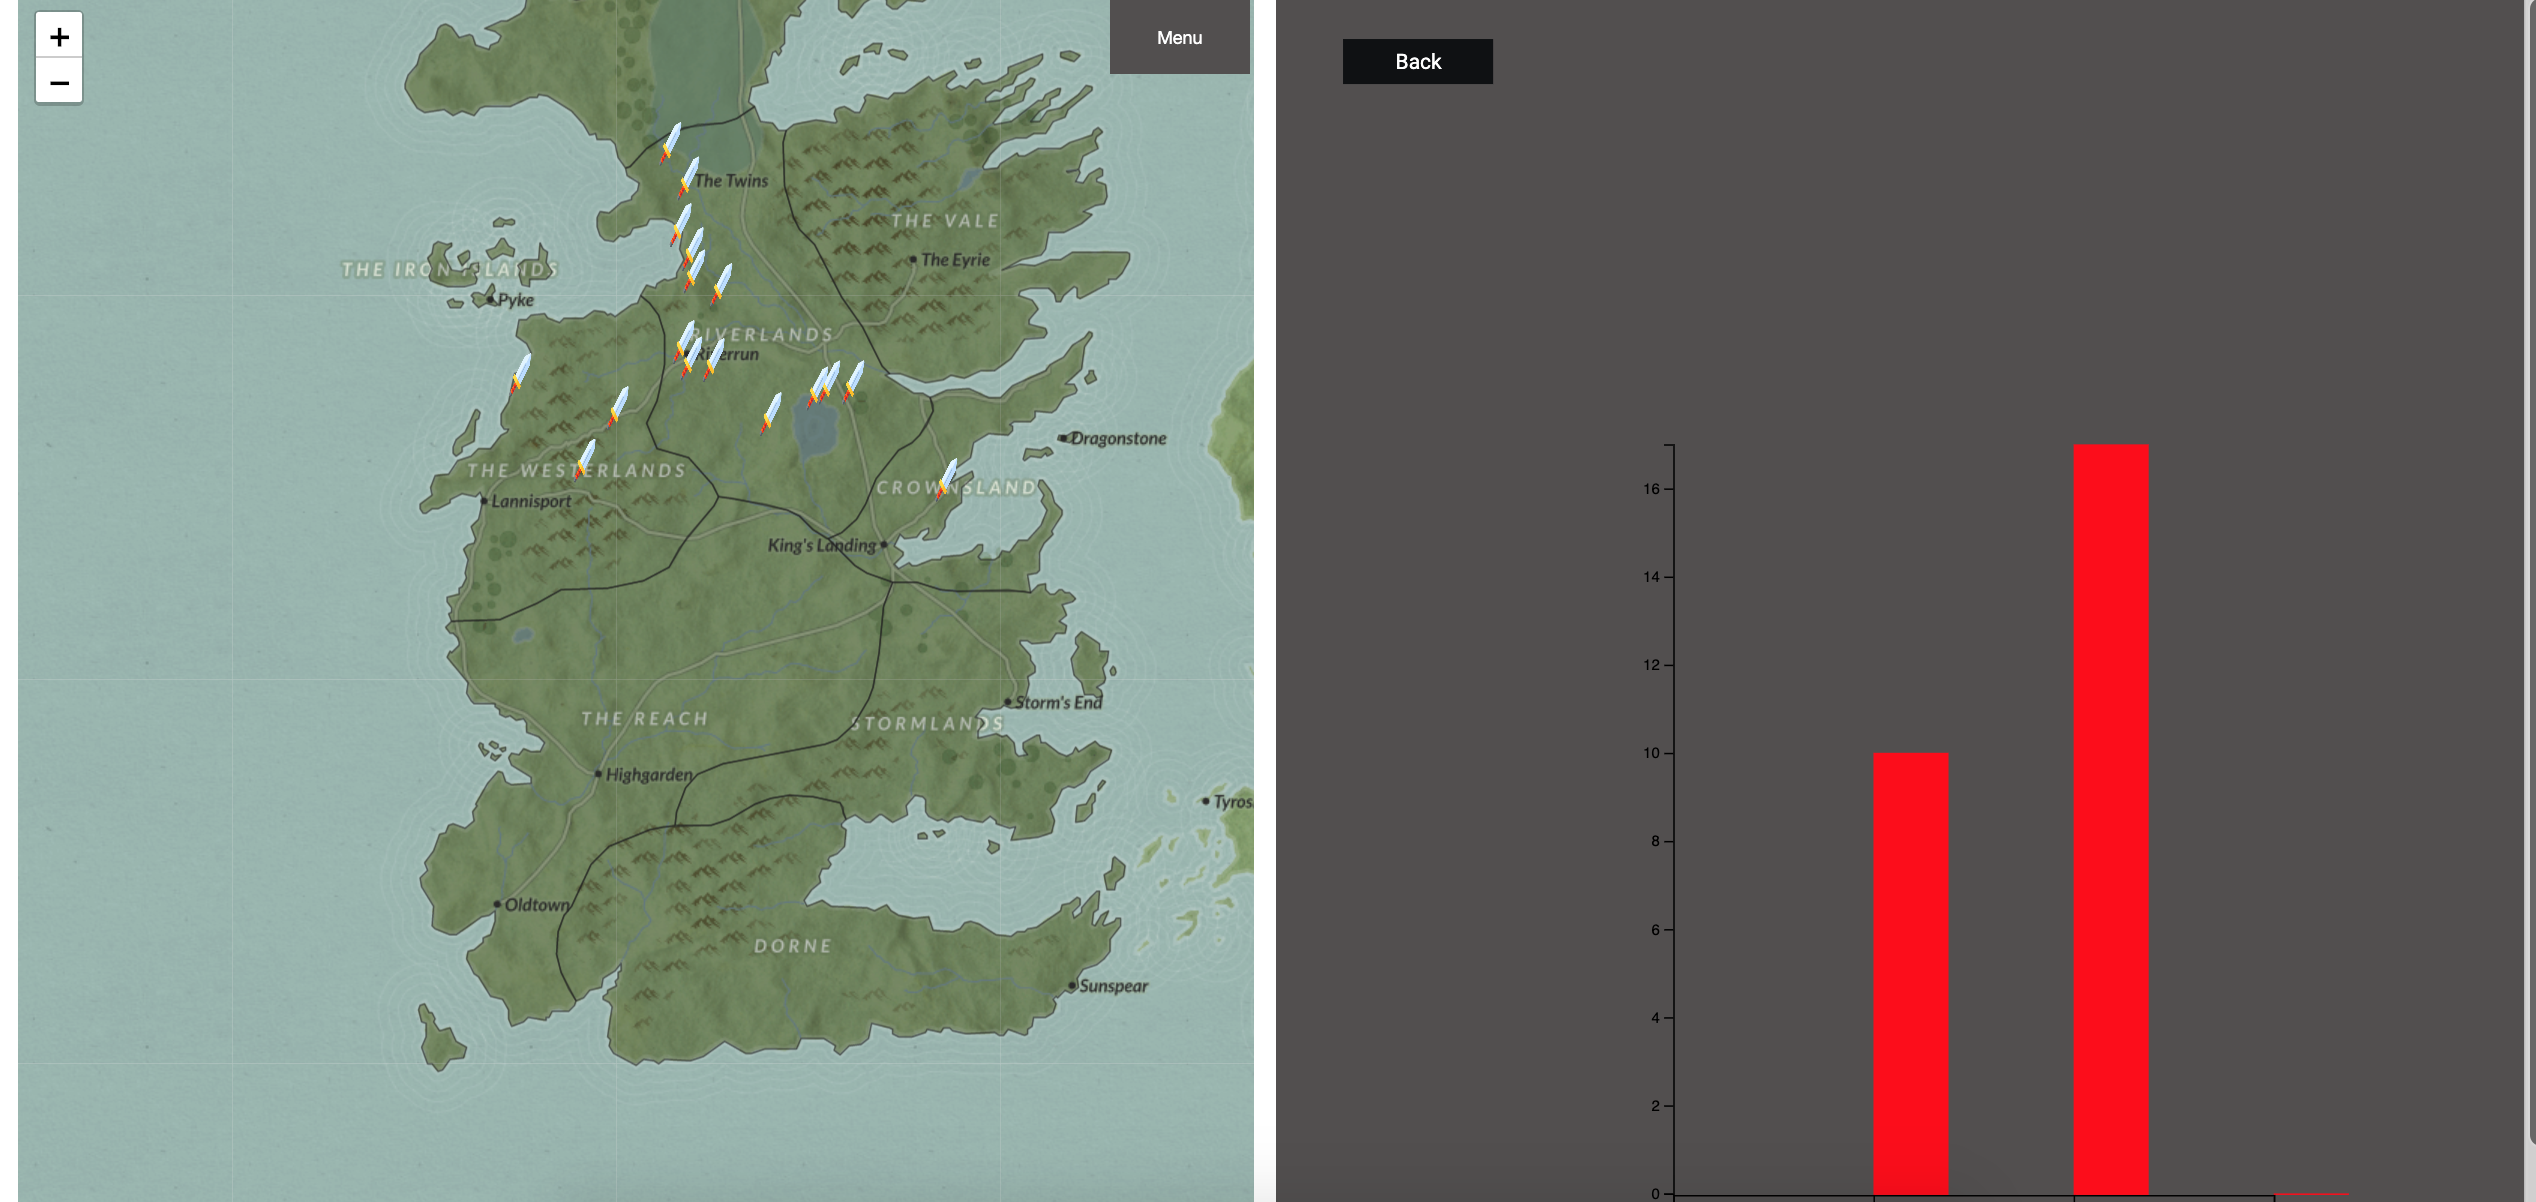 +
Menu
−
Back
The Twins
THE VALE
The Eyrie
THE IRON ISLANDS
Pyke
RIVERLANDS
Riverrun
Dragonstone
THE WESTERLANDS
CROWNSLAND
Lannisport
King's Landing
Storm's End
THE REACH
STORMLANDS
Highgarden
Tyros
Oldtown
DORNE
Sunspear
16
14
12
10
8
6
4
2
0